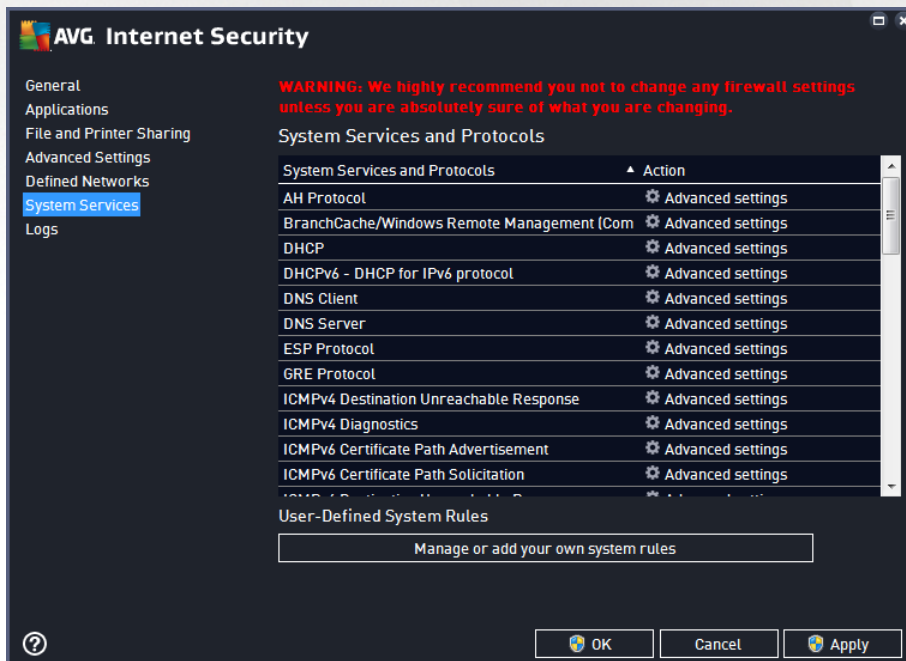 AVG Internet Security
General
Applications
File and Printer Sharing
Advanced Settings
Defined Networks
System Services
Logs
WARNING: We highly recommend you not to change any firewall settings
unless you are absolutely sure of what you are changing.
System Services and Protocols
System Services and Protocols Action
AH Protocol Advanced settings
BranchCache/Windows Remote Management (Com Advanced settings
DHCP Advanced settings
DHCPv6 - DHCP for IPv6 protocol Advanced settings
DNS Client Advanced settings
DNS Server Advanced settings
ESP Protocol Advanced settings
GRE Protocol Advanced settings
ICMPv4 Destination Unreachable Response Advanced settings
ICMPv4 Diagnostics Advanced settings
ICMPv6 Certificate Path Advertisement Advanced settings
ICMPv6 Certificate Path Solicitation Advanced settings
User-Defined System Rules
Manage or add your own system rules
OK Cancel Apply